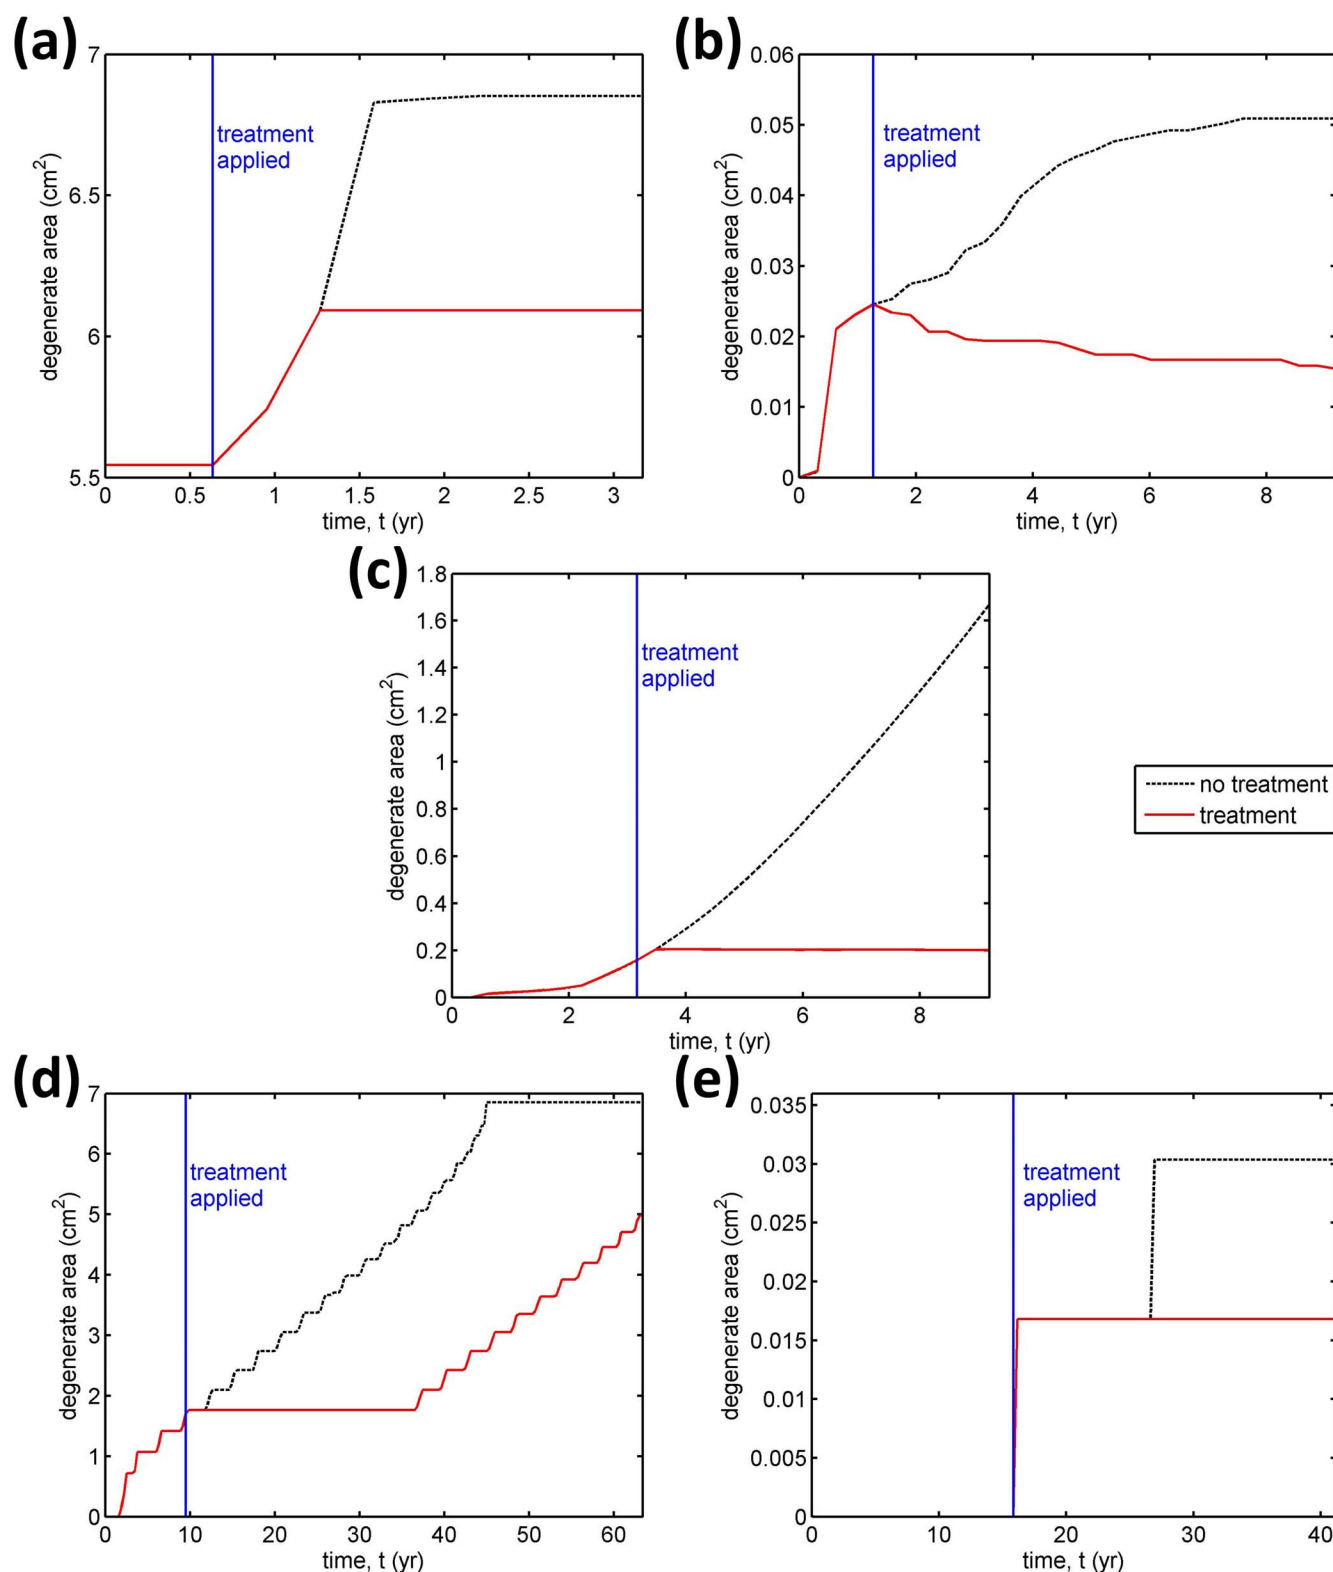 (a)
7
6.5
6
5.5
degenerate area (cm²)
treatment
applied
0 0.5 1 1.5 2 2.5 3
time, t (yr)
(b)
0.06
0.05
0.04
0.03
0.02
0.01
0
degenerate area (cm²)
treatment
applied
0 2 4 6 8
time, t (yr)
(c)
1.8
1.6
1.4
1.2
1
0.8
0.6
0.4
0.2
0
degenerate area (cm²)
treatment
applied
0 2 4 6 8
time, t (yr)
no treatment
treatment
(d)
7
6
5
4
3
2
1
0
degenerate area (cm²)
treatment
applied
0 10 20 30 40 50 60
time, t (yr)
(e)
0.035
0.03
0.025
0.02
0.015
0.01
0.005
0
degenerate area (cm²)
treatment
applied
0 10 20 30 40
time, t (yr)